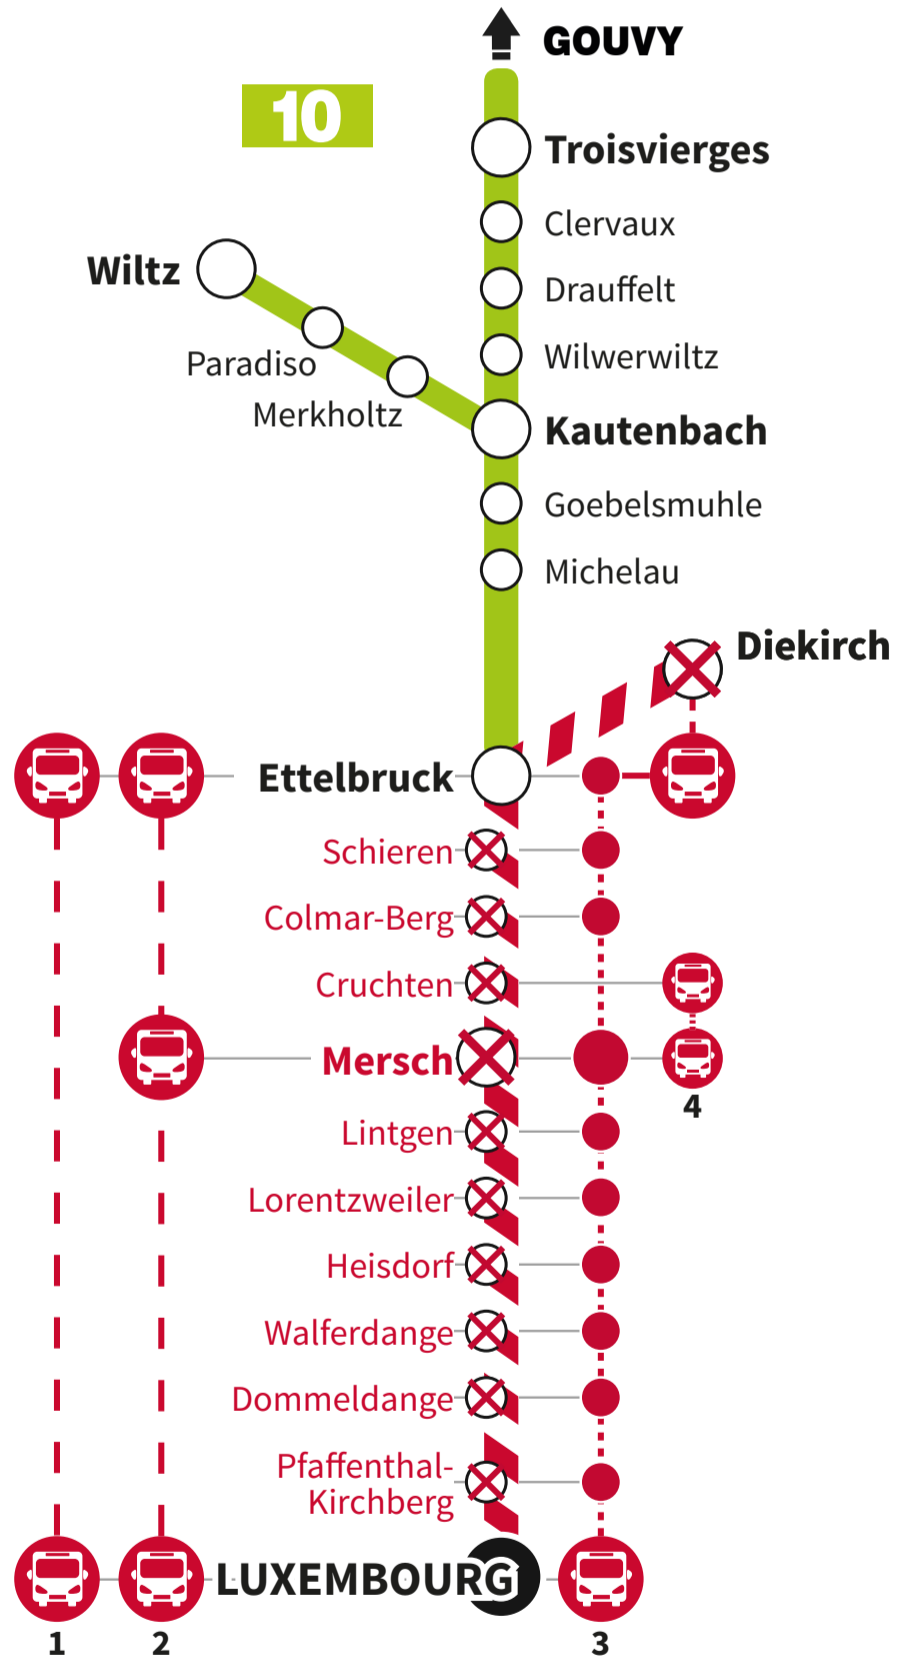 GOUVY
10
Troisvierges
Clervaux
Wiltz
Drauffelt
Paradiso
Wilwerwiltz
Merkholtz
Kautenbach
Goebelsmuhle
Michelau
Diekirch
Ettelbruck
Schieren
Colmar-Berg
Cruchten
Mersch
4
Lintgen
Lorentzweiler
Heisdorf
Walferdange
Dommeldange
Pfaffenthal-
Kirchberg
LUXEMBOURG
1 2 3